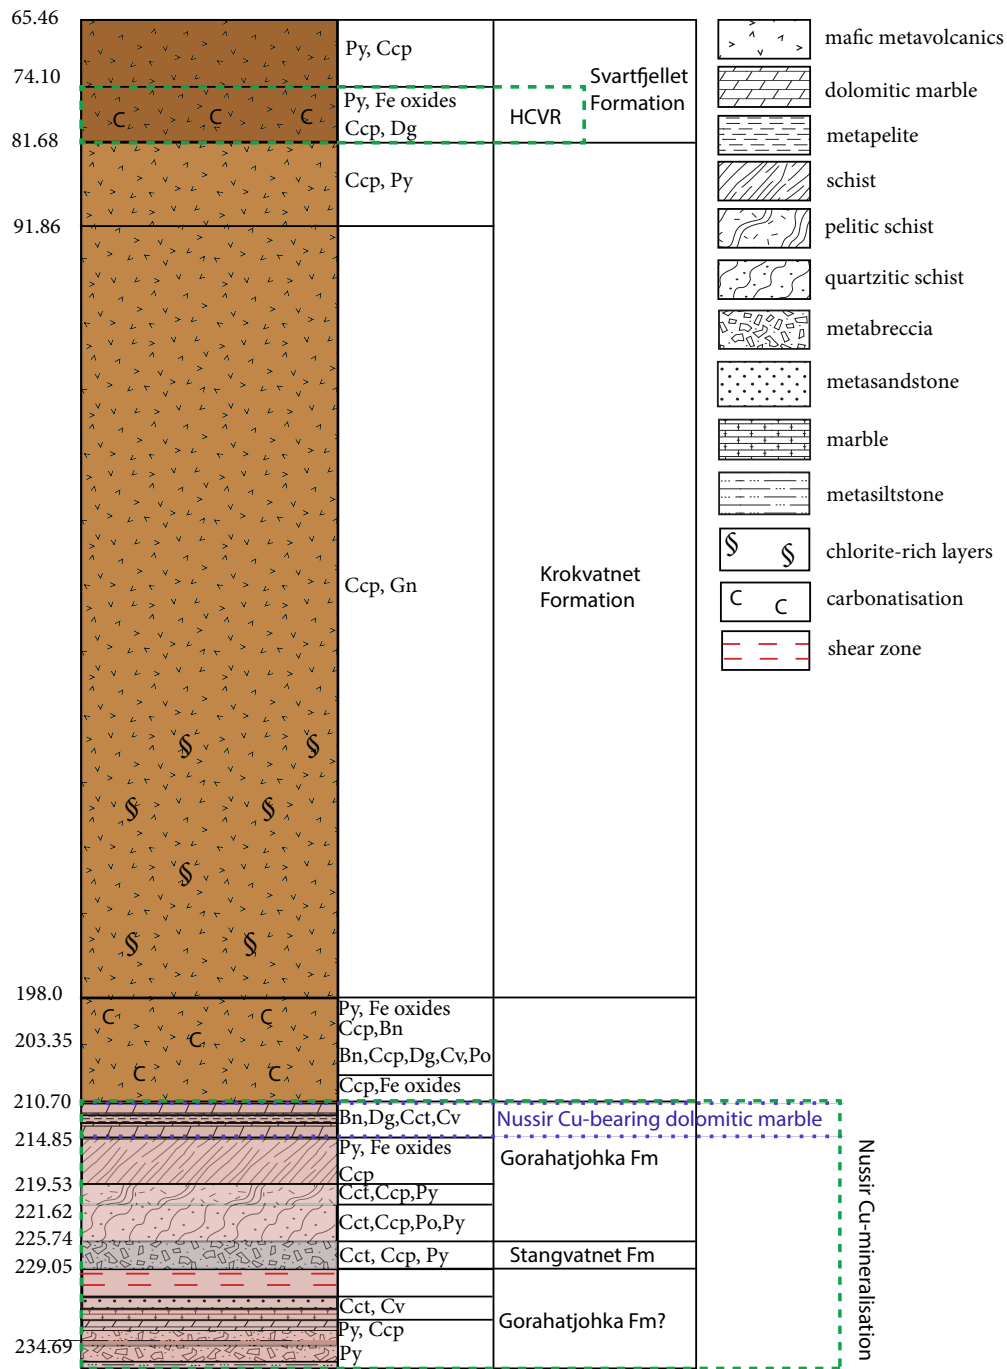 65.46
74.10
81.68
91.86
198.0
203.35
210.70
214.85
219.53
221.62
225.74
229.05
234.69
C C C
§ §
§ §
§
§ §
C C
C
C C
Py, Ccp
Py, Fe oxides
Ccp, Dg
Ccp, Py
Ccp, Gn
Py, Fe oxides
Ccp,Bn
Bn,Ccp,Dg,Cv,Po
Ccp,Fe oxides
Bn,Dg,Cct,Cv
Py, Fe oxides
Ccp
Cct,Ccp,Py
Cct,Ccp,Po,Py
Cct, Ccp, Py
Cct, Cv
Py, Ccp
Py
Svartfjellet
Formation
HCVR
Krokvatnet
Formation
Nussir Cu-bearing dolomitic marble
Gorahatjohka Fm
Stangvatnet Fm
Gorahatjohka Fm?
Nussir Cu-mineralisation
mafic metavolcanics
dolomitic marble
metapelite
schist
pelitic schist
quartzitic schist
metabreccia
metasandstone
marble
metasiltstone
§ § chlorite-rich layers
C C carbonatisation
shear zone